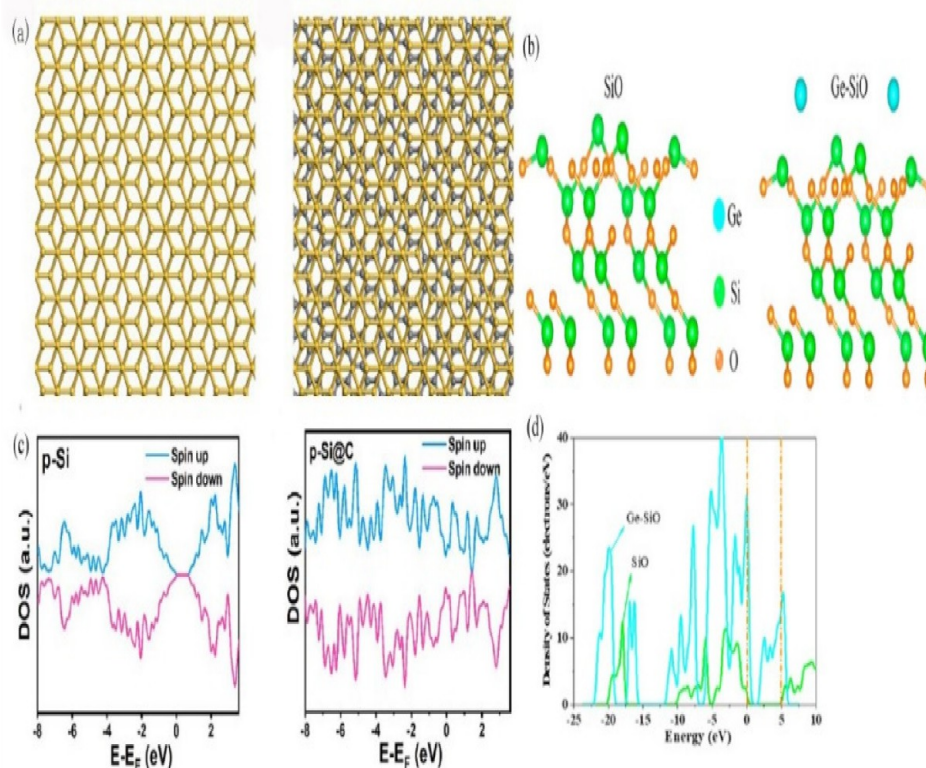 (a)
(b)
SiO
Ge-SiO
Ge
Si
O
(c)
p-Si
Spin up
Spin down
DOS (a.u.)
-8 -6 -4 -2 0 2
E-E_F (eV)
p-Si@C
Spin up
Spin down
DOS (a.u.)
-8 -6 -4 -2 0 2
E-E_F (eV)
(d)
Density of States (electrons/eV)
40
30
20
10
0
Ge-SiO
SiO
-25 -20 -15 -10 -5 0 5 10
Energy (eV)